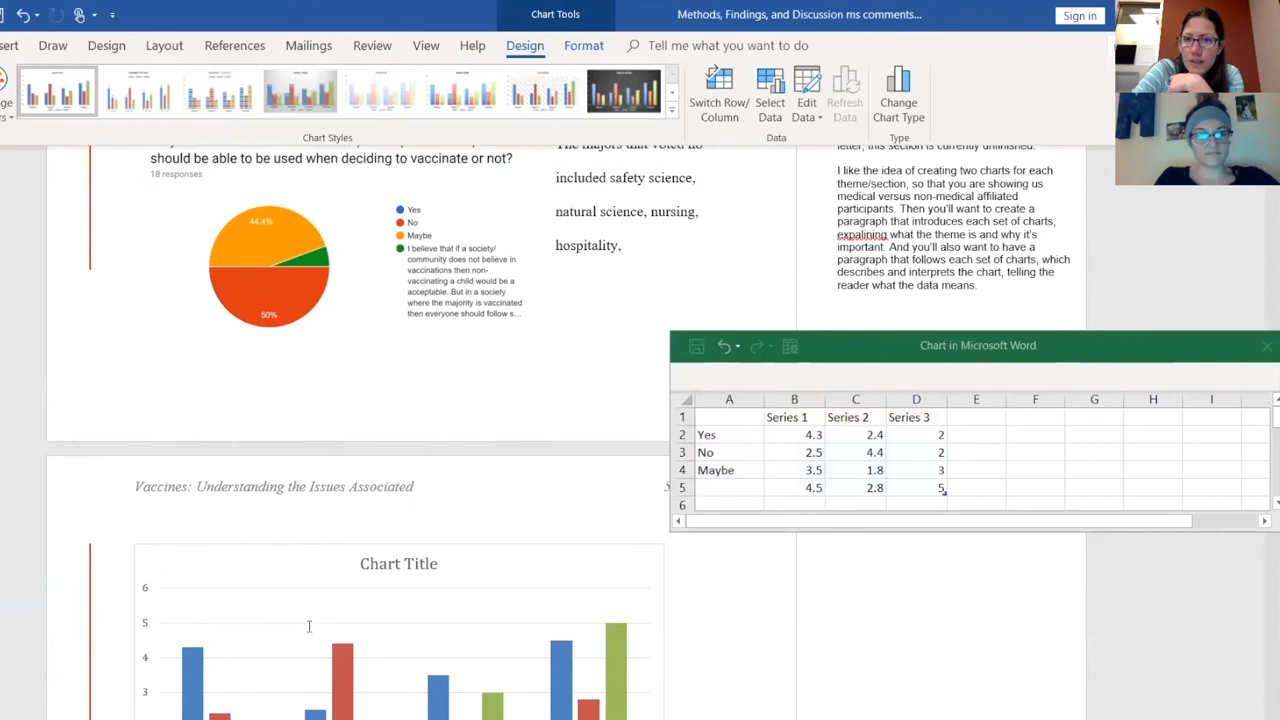 Chart Tools
Methods, Findings, and Discussion ms comments...
Sign in
sert
Draw
Design
Layout
References
Mailings
Review
View
Help
Design
Format
Tell me what you want to do
Switch Row/
Column
Select
Data
Edit
Data
Refresh
Data
Change
Chart Type
Chart Styles
Data
Type
should be able to be used when deciding to vaccinate or not?
18 responses
44.4%
50%
Yes
No
Maybe
I believe that if a society/
community does not believe in
vaccinations then non-
vaccinating a child would be a
acceptable. But in a society
where the majority is vaccinated
then everyone should follow s...
The majors that voted no
included safety science,
natural science, nursing,
hospitality,
letter, this section is currently unfinished.
I like the idea of creating two charts for each
theme/section, so that you are showing us
medical versus non-medical affiliated
participants. Then you'll want to create a
paragraph that introduces each set of charts,
expalining what the theme is and why it's
important. And you'll also want to have a
paragraph that follows each set of charts, which
describes and interprets the chart, telling the
reader what the data means.
Chart in Microsoft Word
A B C D E F G H I
1 Series 1 Series 2 Series 3
2 Yes 4.3 2.4 2
3 No 2.5 4.4 2
4 Maybe 3.5 1.8 3
5 4.5 2.8 5
6
Vaccines: Understanding the Issues Associated
5
Chart Title
6
5
4
3